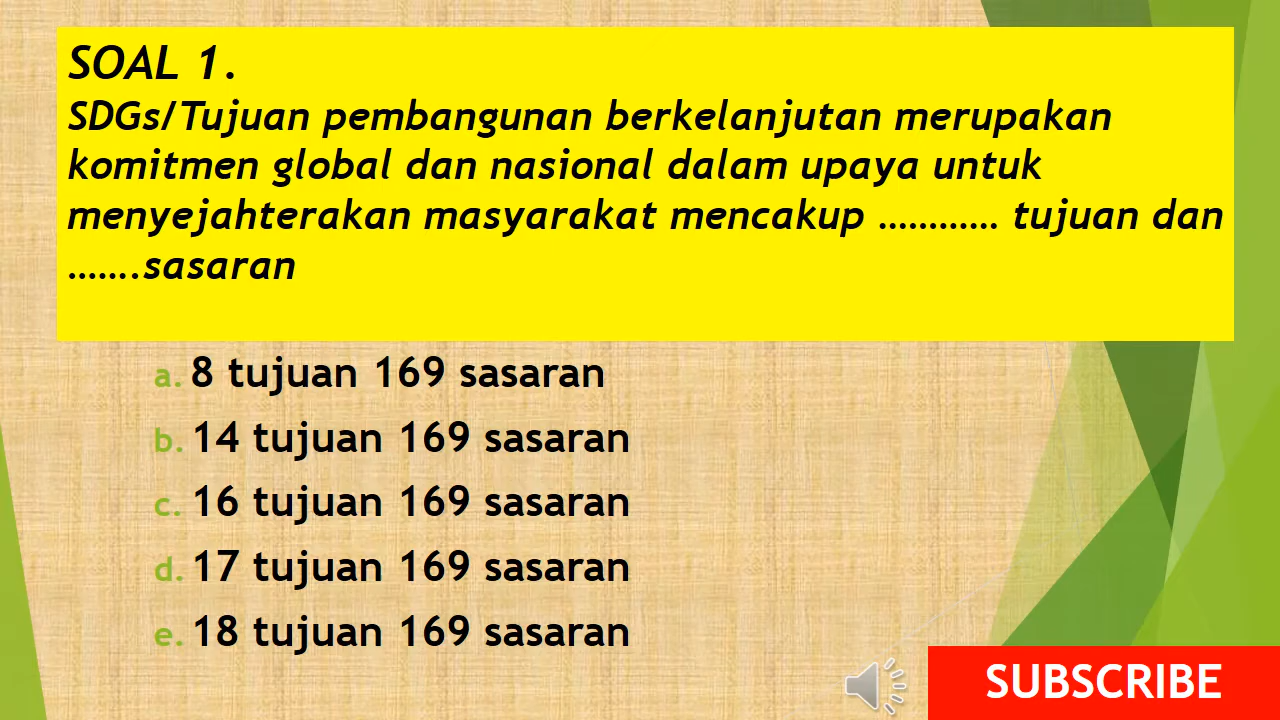 SOAL 1.
SDGs/Tujuan pembangunan berkelanjutan merupakan
komitmen global dan nasional dalam upaya untuk
menyejahterakan masyarakat mencakup ………… tujuan dan
…….sasaran
a. 8 tujuan 169 sasaran
b. 14 tujuan 169 sasaran
c. 16 tujuan 169 sasaran
d. 17 tujuan 169 sasaran
e. 18 tujuan 169 sasaran
SUBSCRIBE